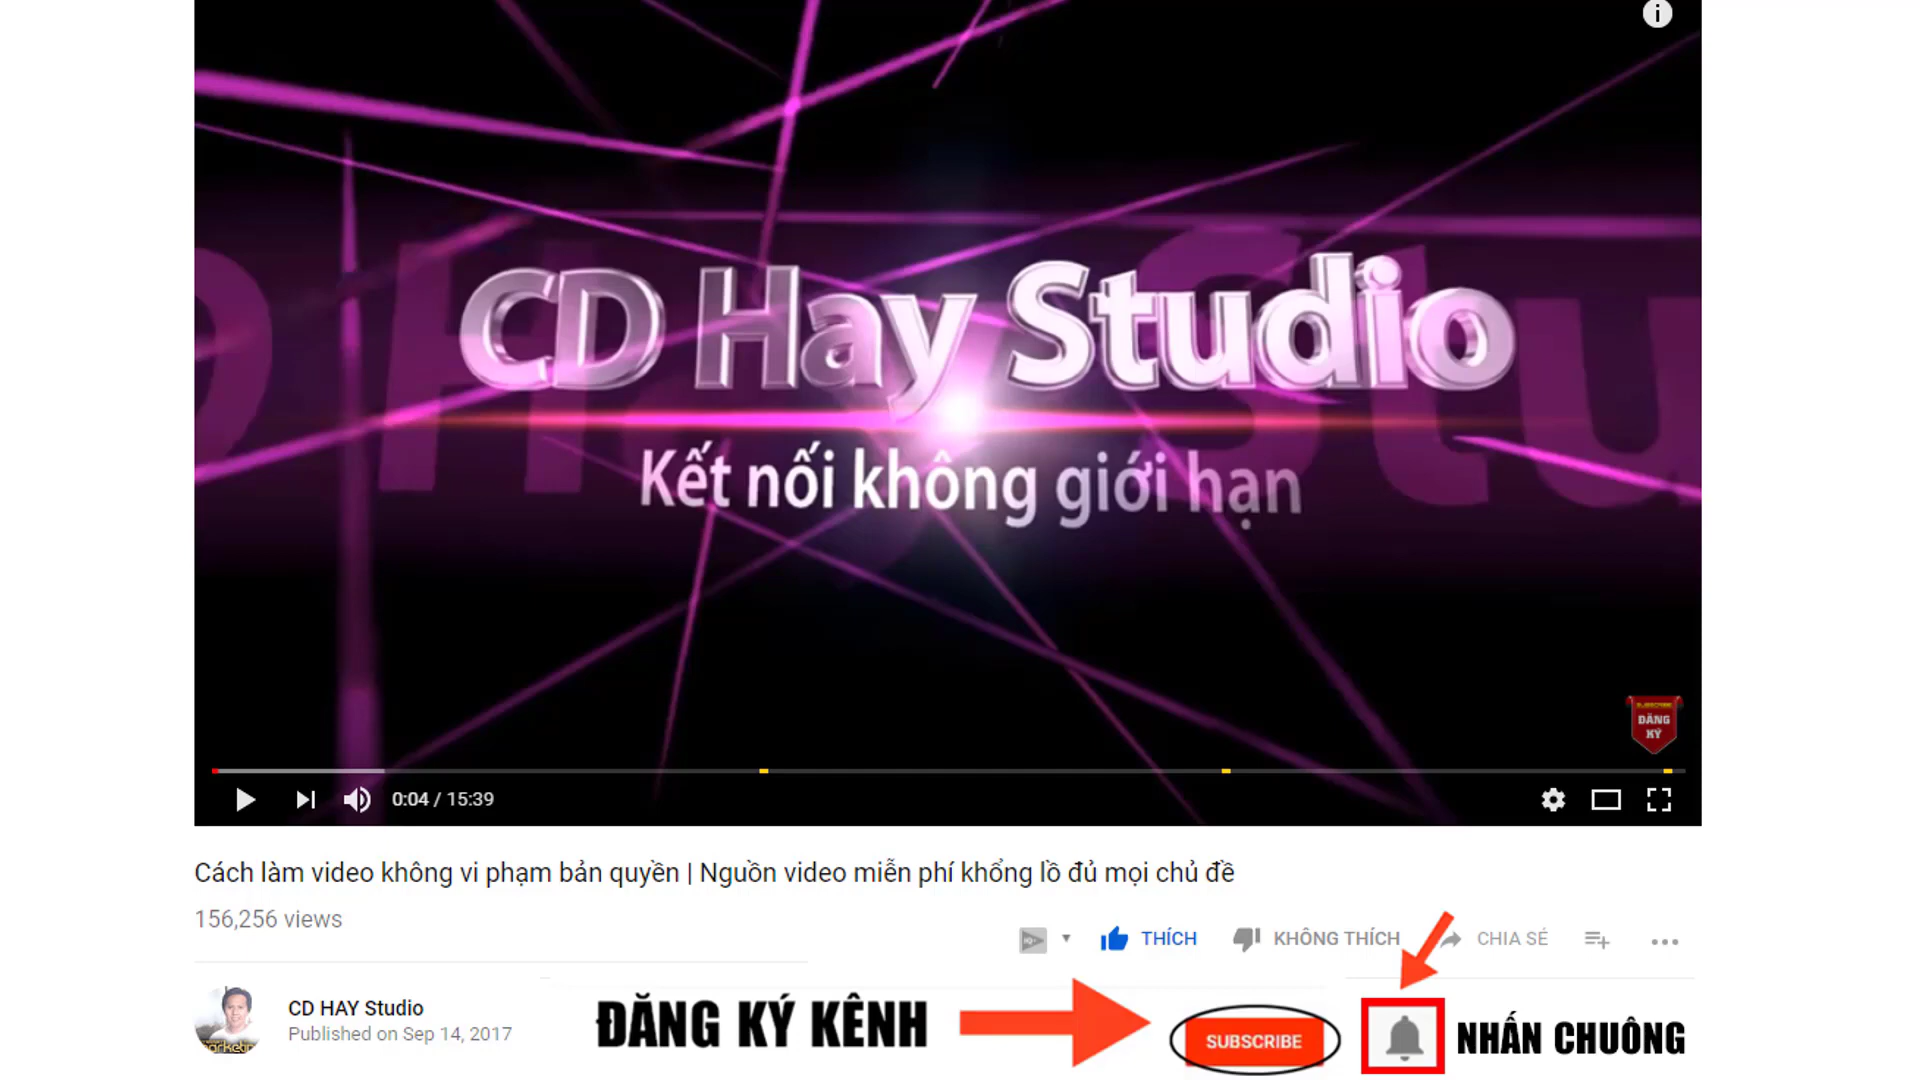 CD Hay Studio
Kết nối không giới hạn
SUBSCRIBE
ĐĂNG
KÝ
0:04 / 15:39
Cách làm video không vi phạm bản quyền | Nguồn video miễn phí khổng lồ đủ mọi chủ đề
156,256 views
THÍCH
KHÔNG THÍCH
CHIA SẺ
CD HAY Studio
Published on Sep 14, 2017
ĐĂNG KÝ KÊNH
SUBSCRIBE
NHẤN CHUÔNG